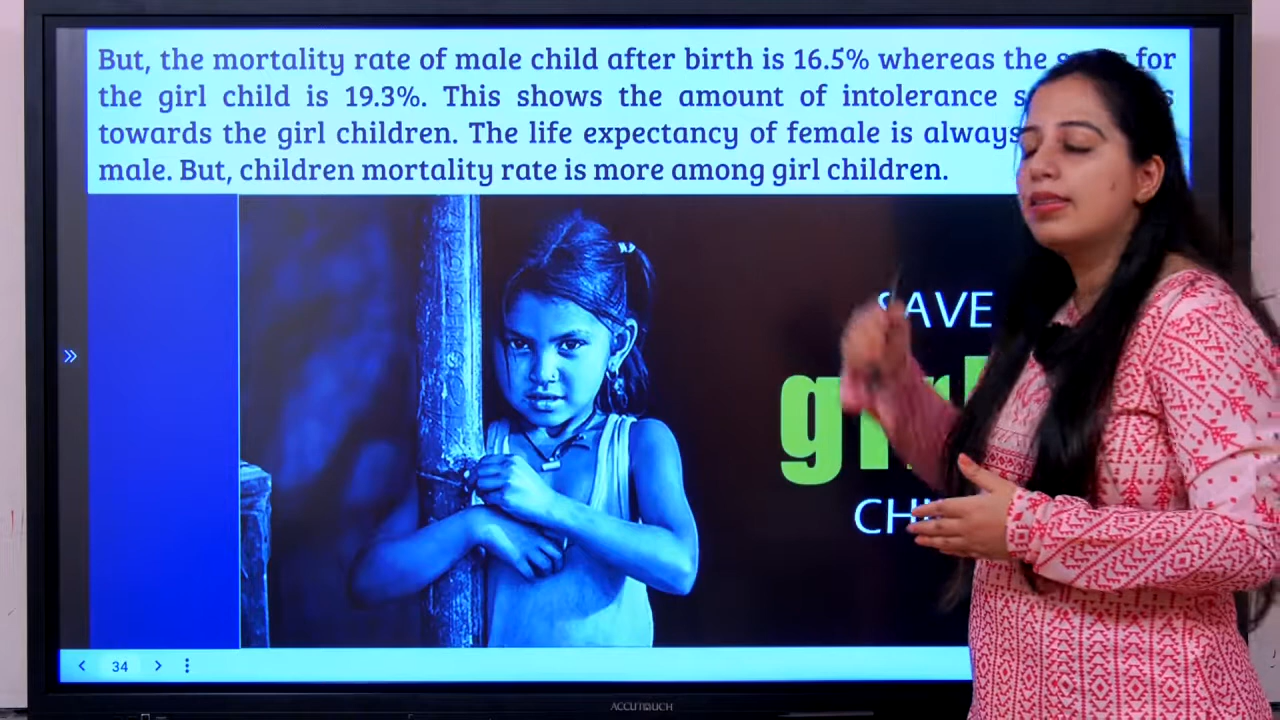 But, the mortality rate of male child after birth is 16.5% whereas the for
the girl child is 19.3%. This shows the amount of intolerance
towards the girl children. The life expectancy of female is always
male. But, children mortality rate is more among girl children.
SAVE
34
ACCUTOUCH